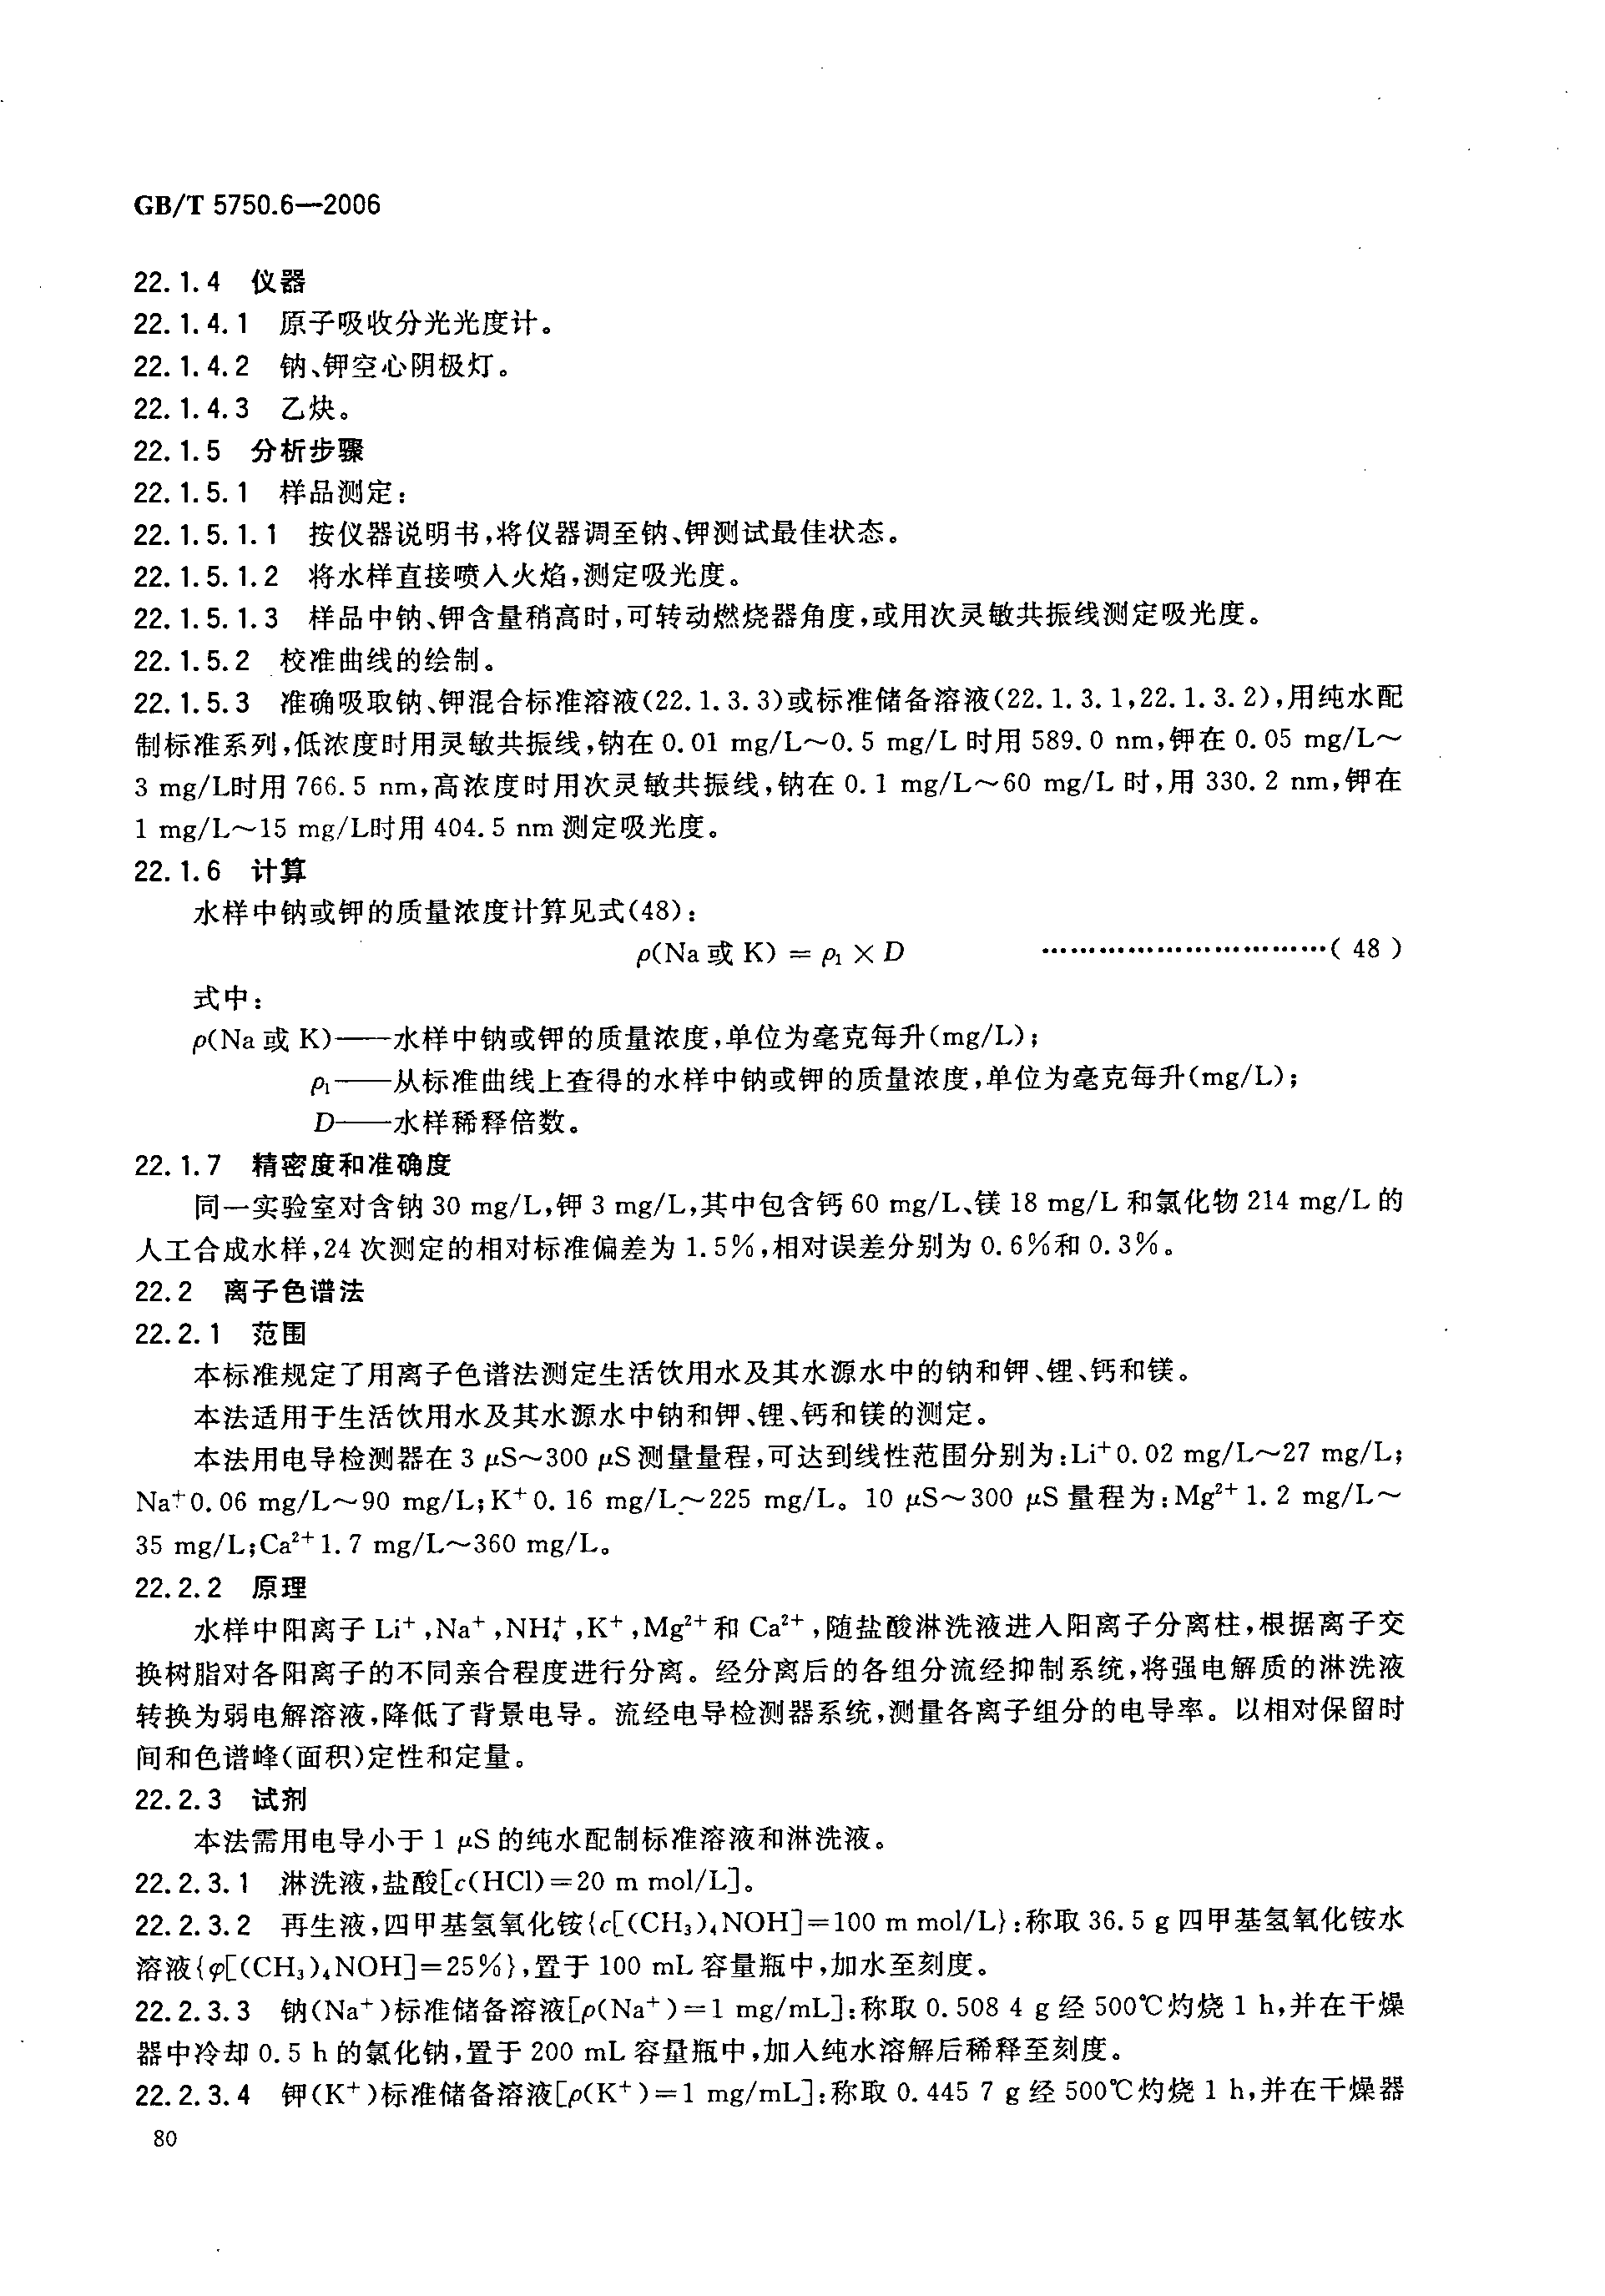 GB/T 5750.6—2006
22.1.4 仪器
22.1.4.1 原子吸收分光光度计。
22.1.4.2 钠、钾空心阴极灯。
22.1.4.3 乙炔。
22.1.5 分析步骤
22.1.5.1 样品测定：
22.1.5.1.1 按仪器说明书,将仪器调至钠、钾测试最佳状态。
22.1.5.1.2 将水样直接喷入火焰,测定吸光度。
22.1.5.1.3 样品中钠、钾含量稍高时,可转动燃烧器角度,或用次灵敏共振线测定吸光度。
22.1.5.2 校准曲线的绘制。
22.1.5.3 准确吸取钠、钾混合标准溶液(22.1.3.3)或标准储备溶液(22.1.3.1,22.1.3.2),用纯水配
制标准系列,低浓度时用灵敏共振线,钠在 0.01 mg/L～0.5 mg/L 时用 589.0 nm,钾在 0.05 mg/L～
3 mg/L时用 766.5 nm,高浓度时用次灵敏共振线,钠在 0.1 mg/L～60 mg/L 时,用 330.2 nm,钾在
1 mg/L～15 mg/L时用 404.5 nm 测定吸光度。
22.1.6 计算
水样中钠或钾的质量浓度计算见式(48)：
ρ(Na 或 K) = ρ₁ × D ……………………………( 48 )
式中：
ρ(Na 或 K)——水样中钠或钾的质量浓度,单位为毫克每升(mg/L)；
ρ₁——从标准曲线上查得的水样中钠或钾的质量浓度,单位为毫克每升(mg/L)；
D——水样稀释倍数。
22.1.7 精密度和准确度
同一实验室对含钠 30 mg/L,钾 3 mg/L,其中包含钙 60 mg/L、镁 18 mg/L 和氯化物 214 mg/L 的
人工合成水样,24 次测定的相对标准偏差为 1.5%,相对误差分别为 0.6%和 0.3%。
22.2 离子色谱法
22.2.1 范围
本标准规定了用离子色谱法测定生活饮用水及其水源水中的钠和钾、锂、钙和镁。
本法适用于生活饮用水及其水源水中钠和钾、锂、钙和镁的测定。
本法用电导检测器在 3 μS～300 μS 测量量程,可达到线性范围分别为:Li⁺ 0.02 mg/L～27 mg/L;
Na⁺ 0.06 mg/L～90 mg/L;K⁺ 0.16 mg/L～225 mg/L。10 μS～300 μS 量程为:Mg²⁺ 1.2 mg/L～
35 mg/L;Ca²⁺ 1.7 mg/L～360 mg/L。
22.2.2 原理
水样中阳离子 Li⁺,Na⁺,NH₄⁺,K⁺,Mg²⁺ 和 Ca²⁺,随盐酸淋洗液进入阳离子分离柱,根据离子交
换树脂对各阳离子的不同亲合程度进行分离。经分离后的各组分流经抑制系统,将强电解质的淋洗液
转换为弱电解溶液,降低了背景电导。流经电导检测器系统,测量各离子组分的电导率。以相对保留时
间和色谱峰(面积)定性和定量。
22.2.3 试剂
本法需用电导小于 1 μS 的纯水配制标准溶液和淋洗液。
22.2.3.1 淋洗液,盐酸[c(HCl)=20 m mol/L]。
22.2.3.2 再生液,四甲基氢氧化铵{c[(CH₃)₄NOH]=100 m mol/L}:称取 36.5 g 四甲基氢氧化铵水
溶液{φ[(CH₃)₄NOH]=25%},置于 100 mL 容量瓶中,加水至刻度。
22.2.3.3 钠(Na⁺)标准储备溶液[ρ(Na⁺)=1 mg/mL]:称取 0.508 4 g 经 500℃灼烧 1 h,并在干燥
器中冷却 0.5 h 的氯化钠,置于 200 mL 容量瓶中,加入纯水溶解后稀释至刻度。
22.2.3.4 钾(K⁺)标准储备溶液[ρ(K⁺)=1 mg/mL]:称取 0.445 7 g 经 500℃灼烧 1 h,并在干燥器
80